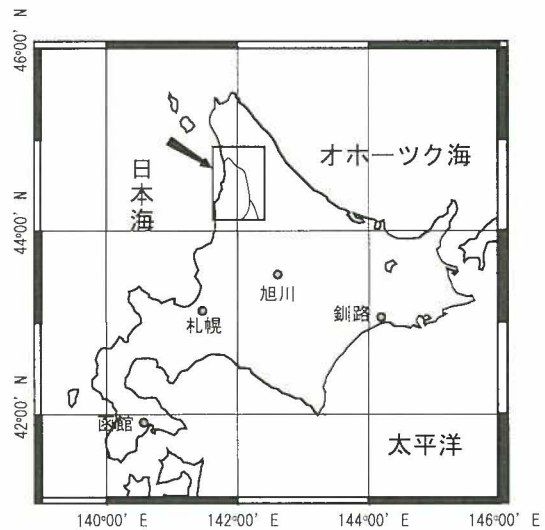 46°00' N
オホーツク海
日本海
44°00' N
旭川
札幌
釧路
42°00' N
函館
太平洋
140°00' E
142°00' E
144°00' E
146°00' E